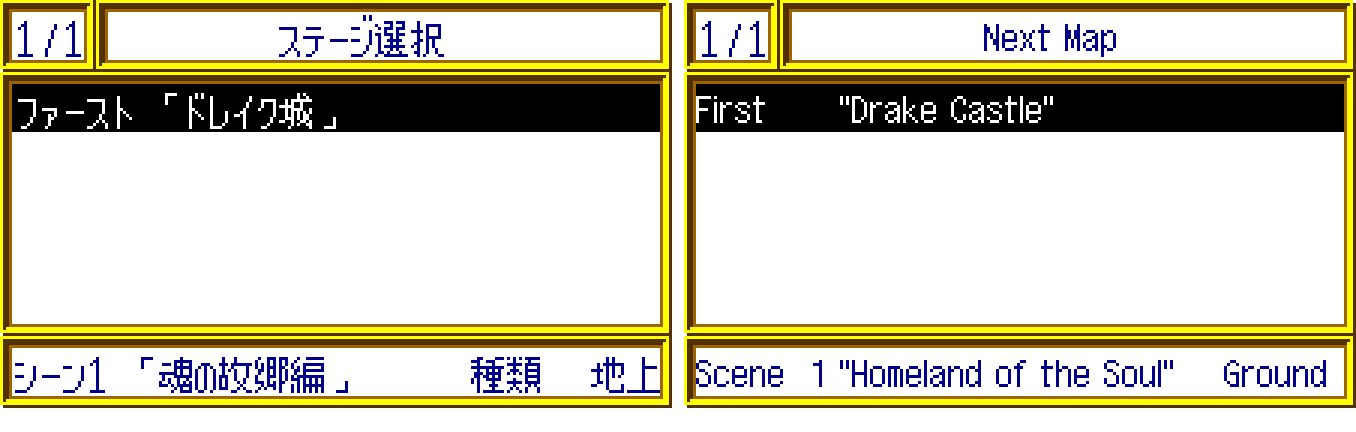 1/1 ステージ選択
ファースト 「ドレイク城」
シーン1 「魂の故郷編」 種類 地上
1/1 Next Map
First "Drake Castle"
Scene 1 "Homeland of the Soul" Ground